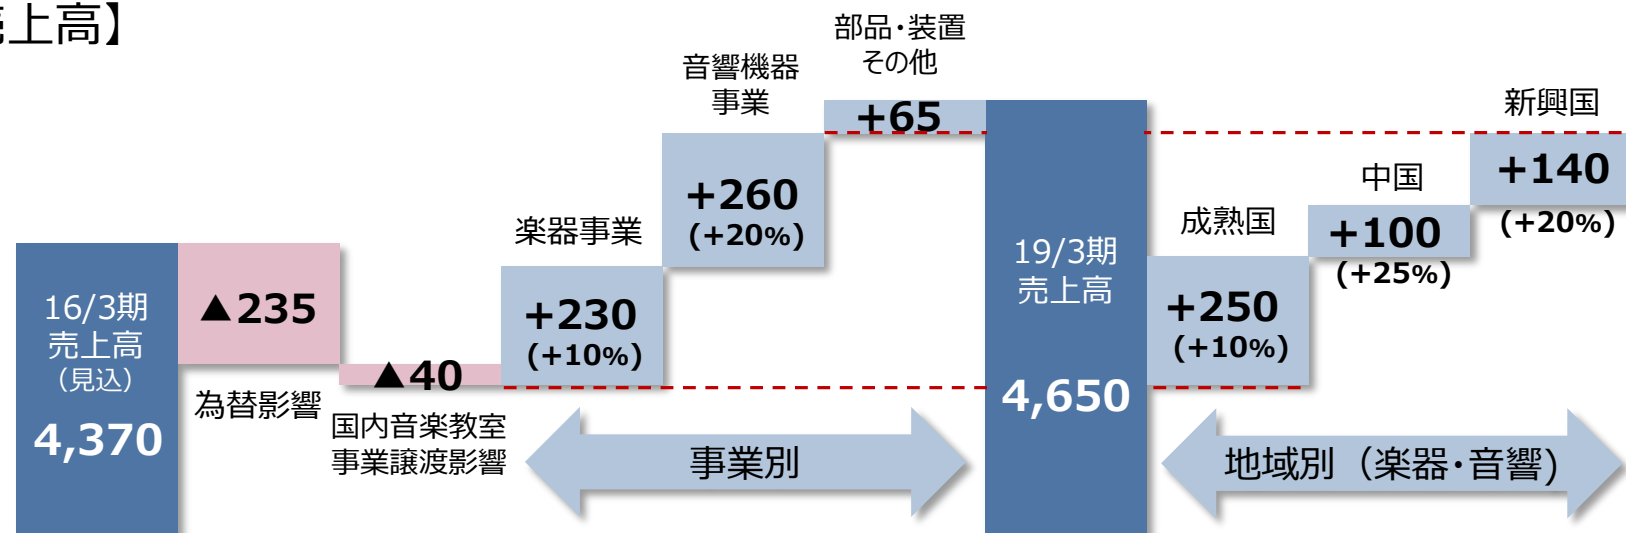 売上高】
16/3期
売上高
（見込）
4,370
▲235
為替影響
▲40
国内音楽教室
事業譲渡影響
楽器事業
+230
(+10%)
音響機器
事業
+260
(+20%)
部品・装置
その他
+65
事業別
19/3期
売上高
4,650
成熟国
+250
(+10%)
中国
+100
(+25%)
新興国
+140
(+20%)
地域別（楽器・音響)